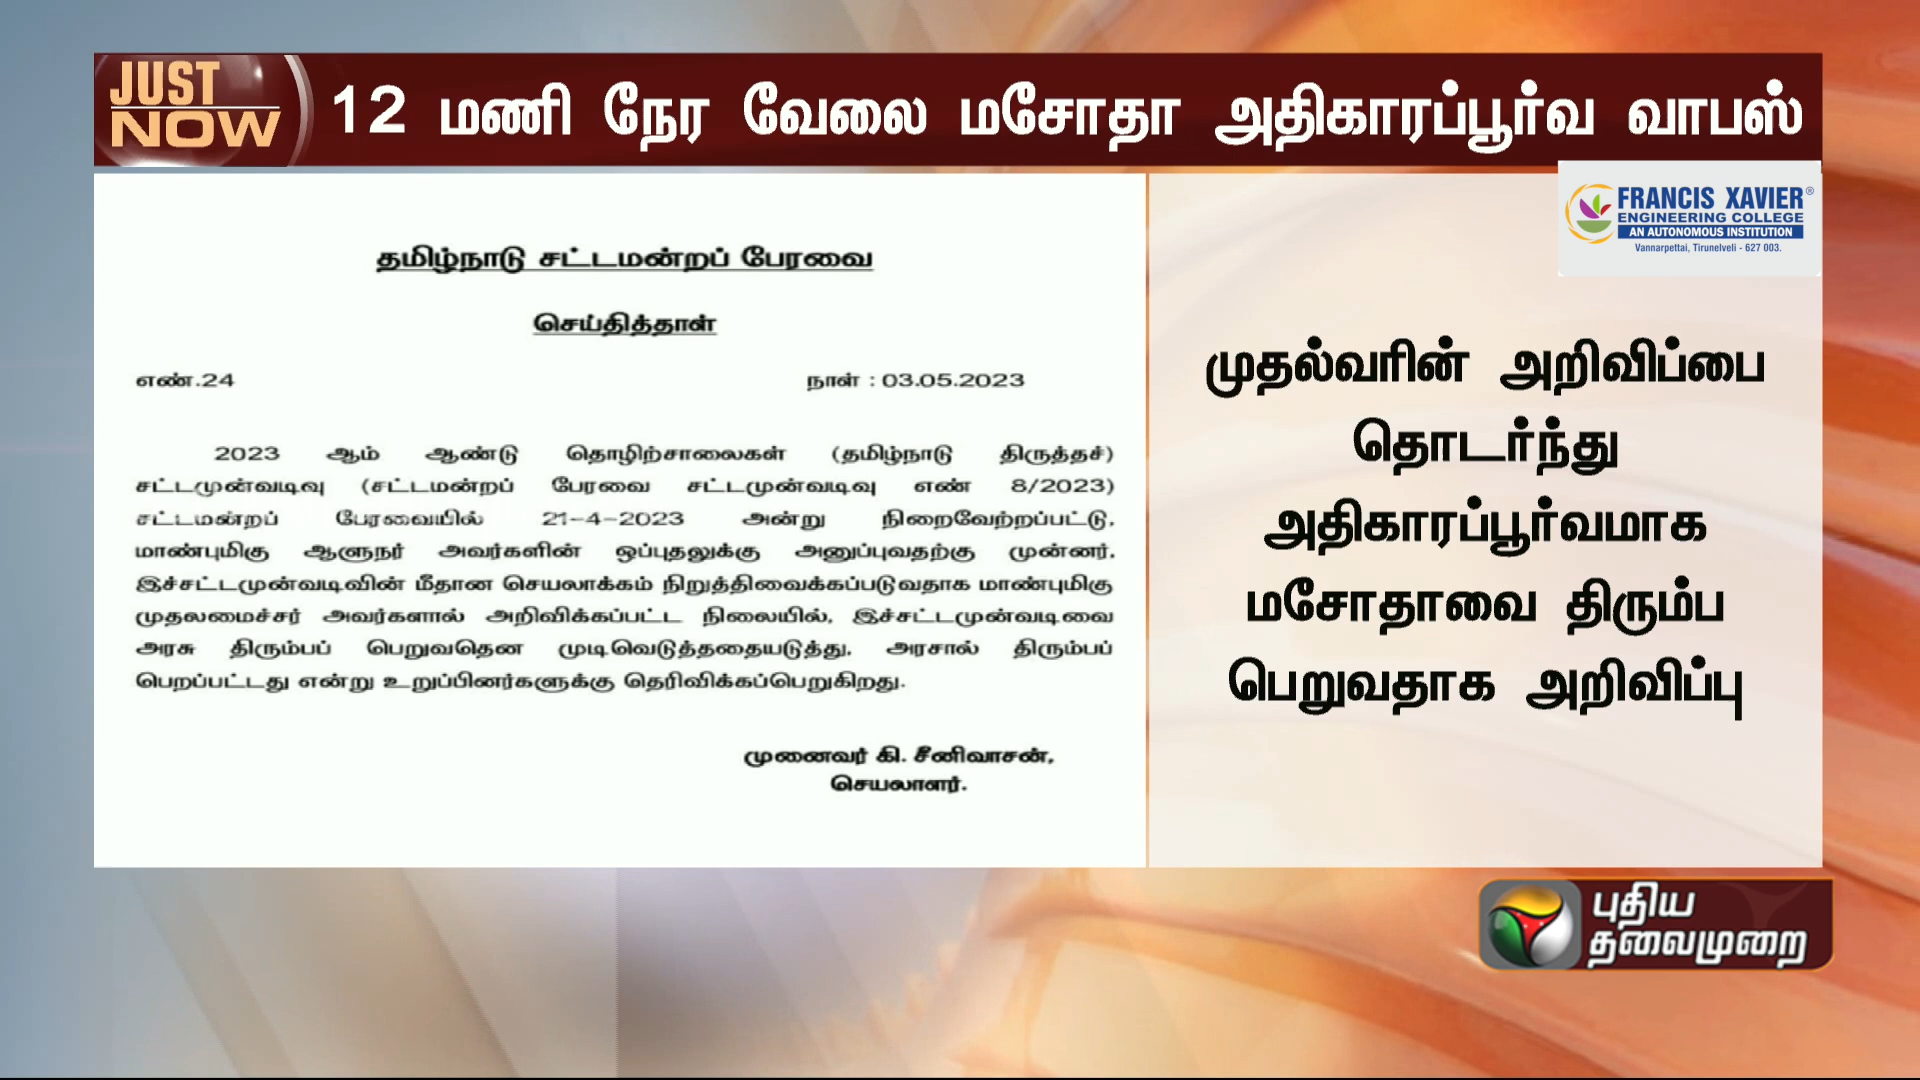 JUST
NOW
12 மணி நேர வேலை மசோதா அதிகாரப்பூர்வ வாபஸ்
FRANCIS XAVIER®
ENGINEERING COLLEGE
AN AUTONOMOUS INSTITUTION
Vannarpettai, Tirunelveli - 627 003.
தமிழ்நாடு சட்டமன்றப் பேரவை
செய்தித்தாள்
எண்.24 நாள் : 03.05.2023
2023 ஆம் ஆண்டு தொழிற்சாலைகள் (தமிழ்நாடு திருத்தச்)
சட்டமுன்வடிவு (சட்டமன்றப் பேரவை சட்டமுன்வடிவு எண் 8/2023)
சட்டமன்றப் பேரவையில் 21-4-2023 அன்று நிறைவேற்றப்பட்டு,
மாண்புமிகு ஆளுநர் அவர்களின் ஒப்புதலுக்கு அனுப்புவதற்கு முன்னர்,
இச்சட்டமுன்வடிவின் மீதான செயலாக்கம் நிறுத்திவைக்கப்படுவதாக மாண்புமிகு
முதலமைச்சர் அவர்களால் அறிவிக்கப்பட்ட நிலையில், இச்சட்டமுன்வடிவை
அரசு திரும்பப் பெறுவதென முடிவெடுத்ததையடுத்து, அரசால் திரும்பப்
பெறப்பட்டது என்று உறுப்பினர்களுக்கு தெரிவிக்கப்பெறுகிறது.
முனைவர் கி. சீனிவாசன்,
செயலாளர்.
முதல்வரின் அறிவிப்பை
தொடர்ந்து
அதிகாரப்பூர்வமாக
மசோதாவை திரும்ப
பெறுவதாக அறிவிப்பு
புதிய
தலைமுறை